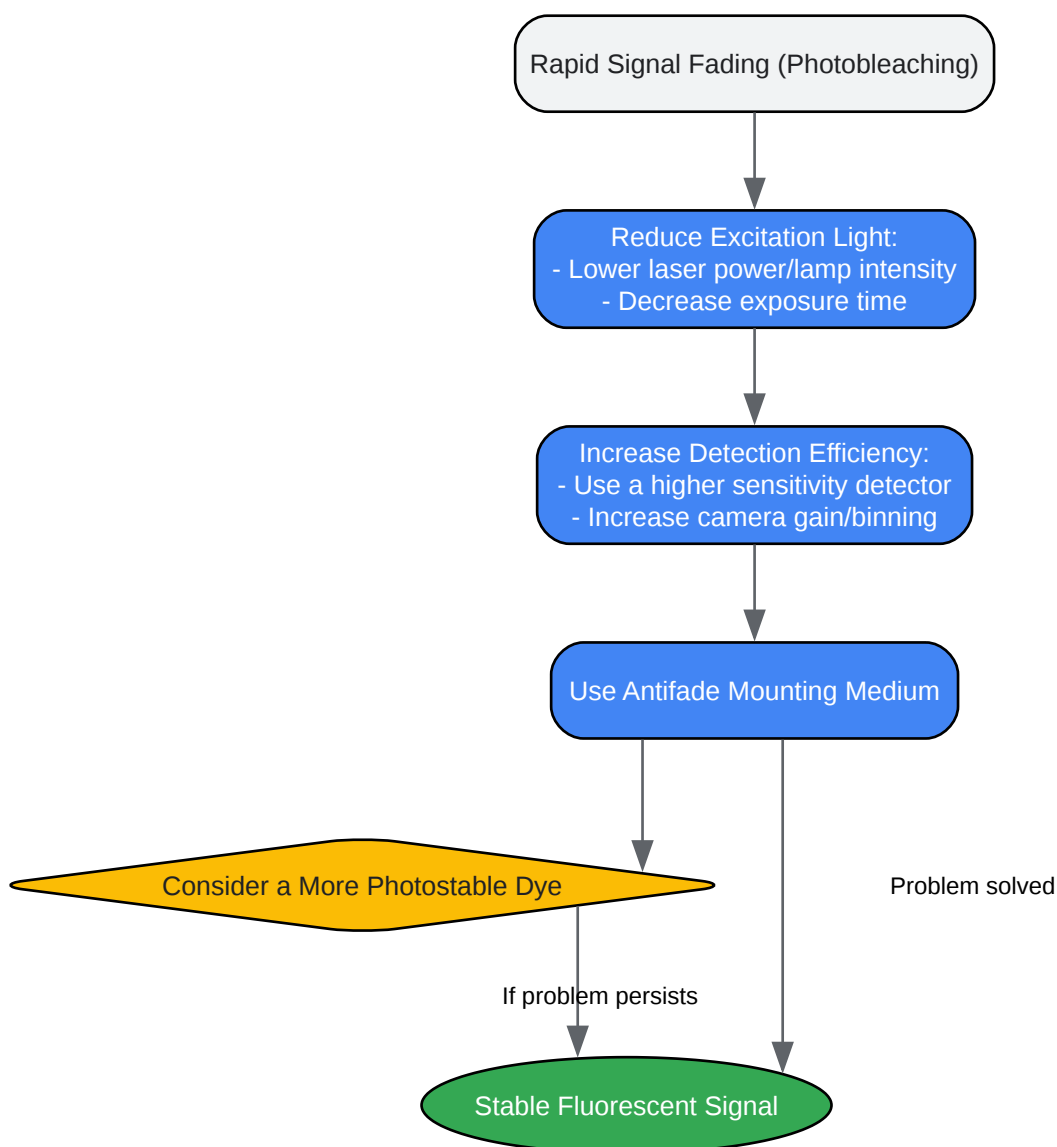 Rapid Signal Fading (Photobleaching)
Reduce Excitation Light:
- Lower laser power/lamp intensity
- Decrease exposure time
Increase Detection Efficiency:
- Use a higher sensitivity detector
- Increase camera gain/binning
Use Antifade Mounting Medium
Consider a More Photostable Dye
Problem solved
If problem persists
Stable Fluorescent Signal